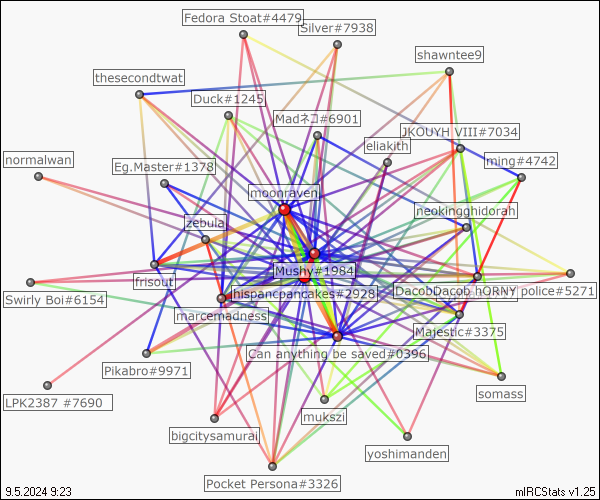 Fedora Stoat#4479
Silver#7938
shawntee9
thesecondtwat
Duck#1245
Madネコ#6901
JKOUYH VIII#7034
eliakith
normalwan
Eg.Master#1378
ming#4742
moonraven
neokingghidorah
zebula
Mushy#1984
frisout
hispancpancakes#2928
DacobDacob
hORNY police#5271
Swirly Boi#6154
marcemadness
Majestic#3375
Can anything be saved#0396
Pikabro#9971
somass
LPK2387 #7690
mukszi
bigcitysamurai
yoshimanden
Pocket Persona#3326
9.5.2024 9:23
mIRCStats v1.25